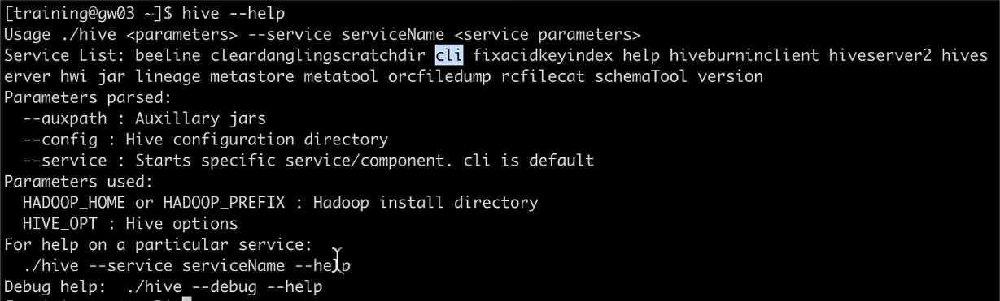 [training@gw03 ~]$ hive --help
Usage ./hive <parameters> --service serviceName <service parameters>
Service List: beeline cleardanglingscratchdir cli fixacidkeyindex help hiveburninclient hiveserver2 hives
erver hwi jar lineage metastore metatool orcfiledump rcfilecat schemaTool version
Parameters parsed:
  --auxpath : Auxillary jars
  --config : Hive configuration directory
  --service : Starts specific service/component. cli is default
Parameters used:
  HADOOP_HOME or HADOOP_PREFIX : Hadoop install directory
  HIVE_OPT : Hive options
For help on a particular service:
  ./hive --service serviceName --help
Debug help:  ./hive --debug --help